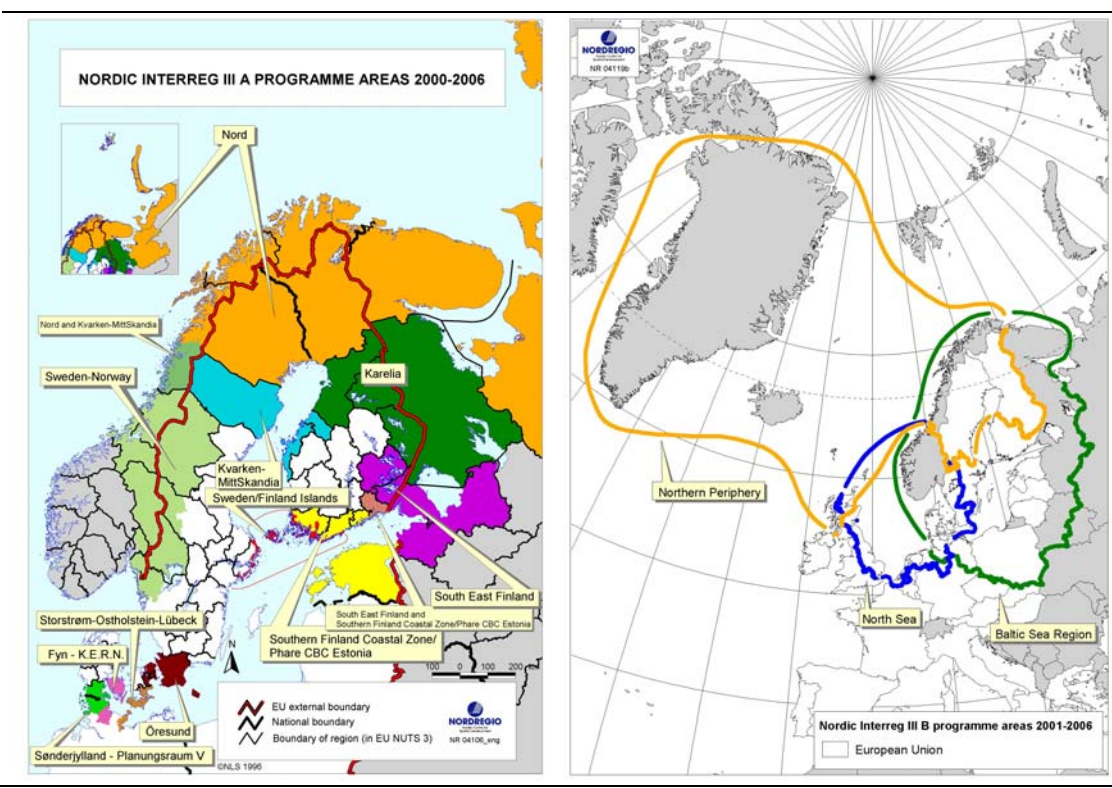 NORDIC INTERREG III A PROGRAMME AREAS 2000-2006
Nord
Nord and Kvarken-MittSkandia
Sweden-Norway
Karelia
Kvarken-
MittSkandia
Sweden/Finland Islands
South East Finland
South East Finland and
Southern Finland Coastal Zone/Phare CBC Estonia
Southern Finland Coastal Zone/
Phare CBC Estonia
Storstrøm-Ostholstein-Lübeck
Fyn - K.E.R.N.
Öresund
Sønderjylland - Planungsraum V
N
100 0 100 200
EU external boundary
National boundary
Boundary of region (in EU NUTS 3)
NORDREGIO
NR 04106_eng
©NLS 1996
NORDREGIO
NR 04119b
Northern Periphery
North Sea
Baltic Sea Region
Nordic Interreg III B programme areas 2001-2006
European Union